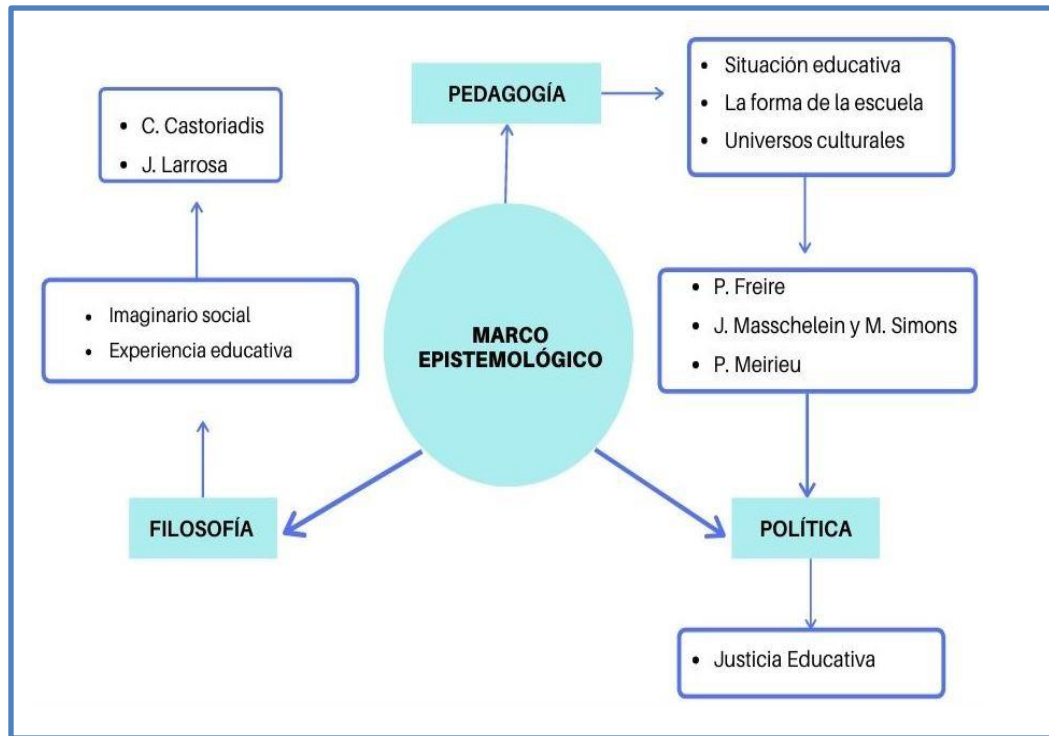 PEDAGOGÍA
• Situación educativa
• La forma de la escuela
• Universos culturales
• C. Castoriadis
• J. Larrosa
• Imaginario social
• Experiencia educativa
MARCO
EPISTEMOLÓGICO
• P. Freire
• J. Masschelein y M. Simons
• P. Meirieu
FILOSOFÍA
POLÍTICA
• Justicia Educativa